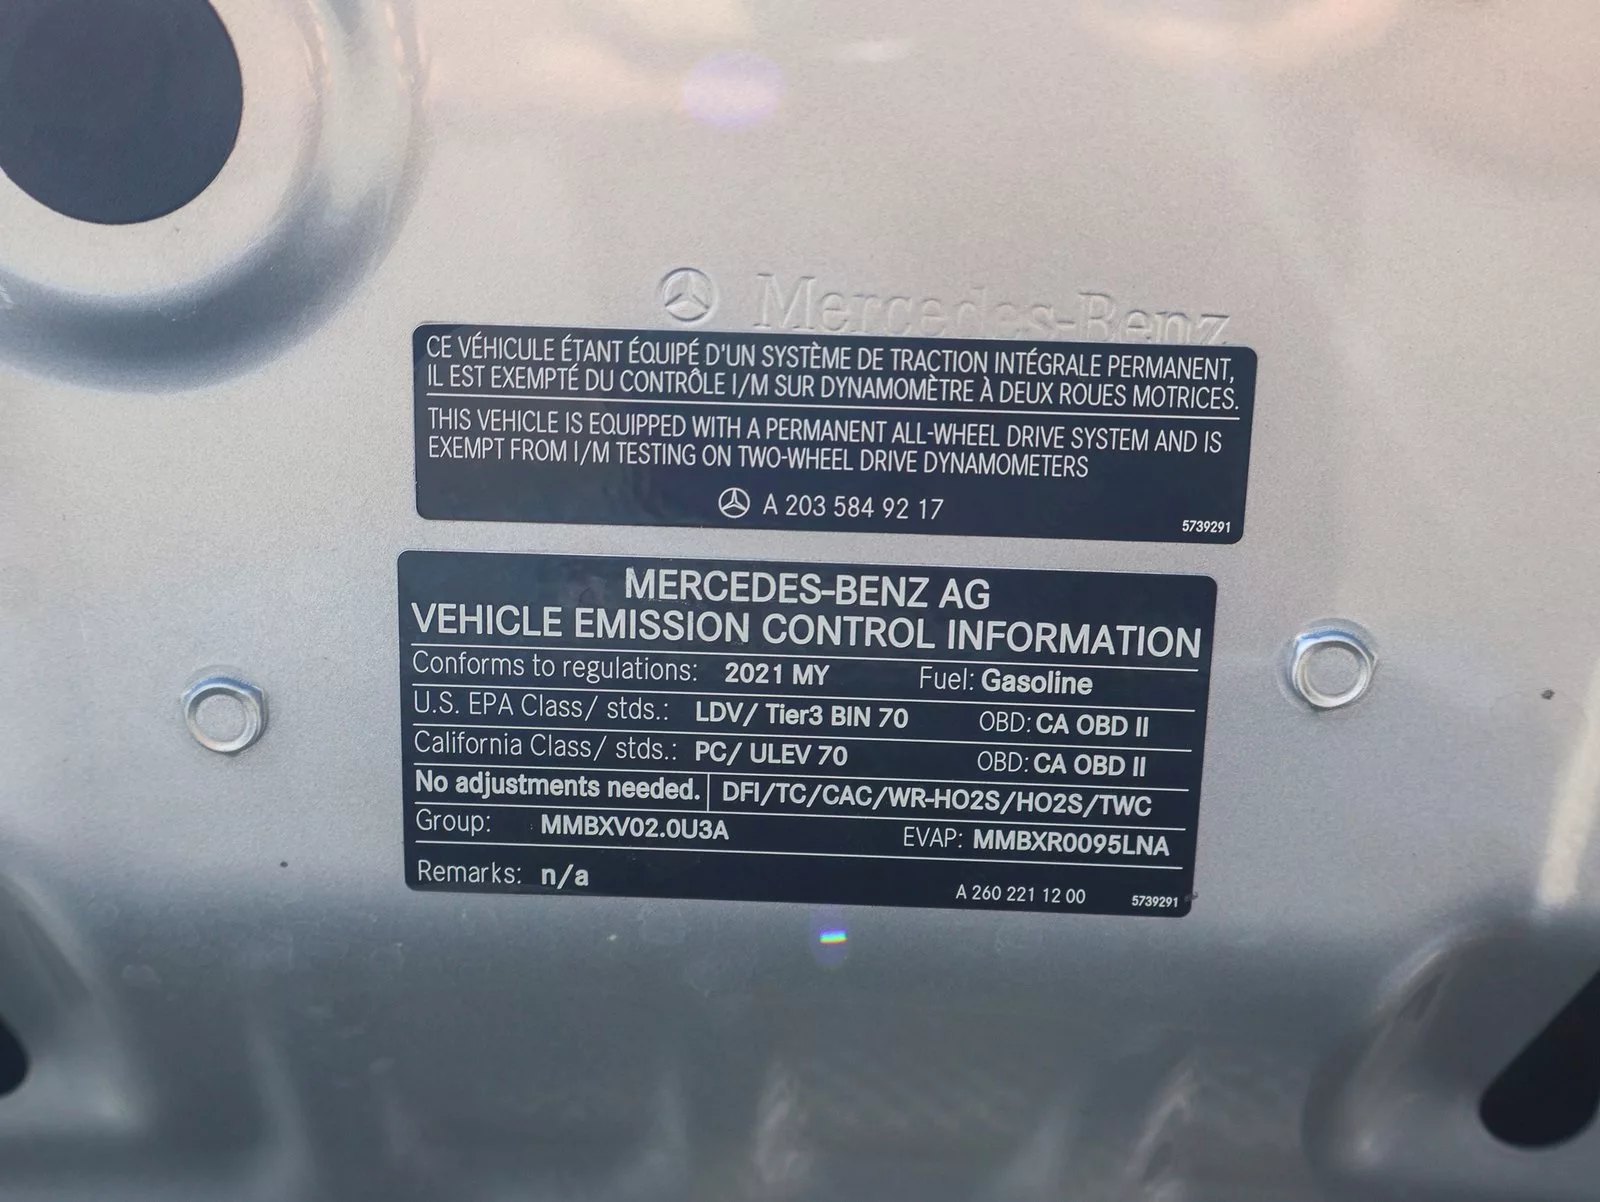 Mercedes-Benz
CE VÉHICULE ÉTANT ÉQUIPÉ D'UN SYSTÈME DE TRACTION INTÉGRALE PERMANENT,
IL EST EXEMPTÉ DU CONTRÔLE I/M SUR DYNAMOMÈTRE À DEUX ROUES MOTRICES.
THIS VEHICLE IS EQUIPPED WITH A PERMANENT ALL-WHEEL DRIVE SYSTEM AND IS
EXEMPT FROM I/M TESTING ON TWO-WHEEL DRIVE DYNAMOMETERS
A 203 584 92 17
5739291
MERCEDES-BENZ AG
VEHICLE EMISSION CONTROL INFORMATION
Conforms to regulations: 2021 MY Fuel: Gasoline
U.S. EPA Class/ stds.: LDV/ Tier3 BIN 70 OBD: CA OBD II
California Class/ stds.: PC/ ULEV 70 OBD: CA OBD II
No adjustments needed. DFI/TC/CAC/WR-HO2S/HO2S/TWC
Group: MMBXV02.0U3A EVAP: MMBXR0095LNA
Remarks: n/a
A 260 221 12 00 5739291